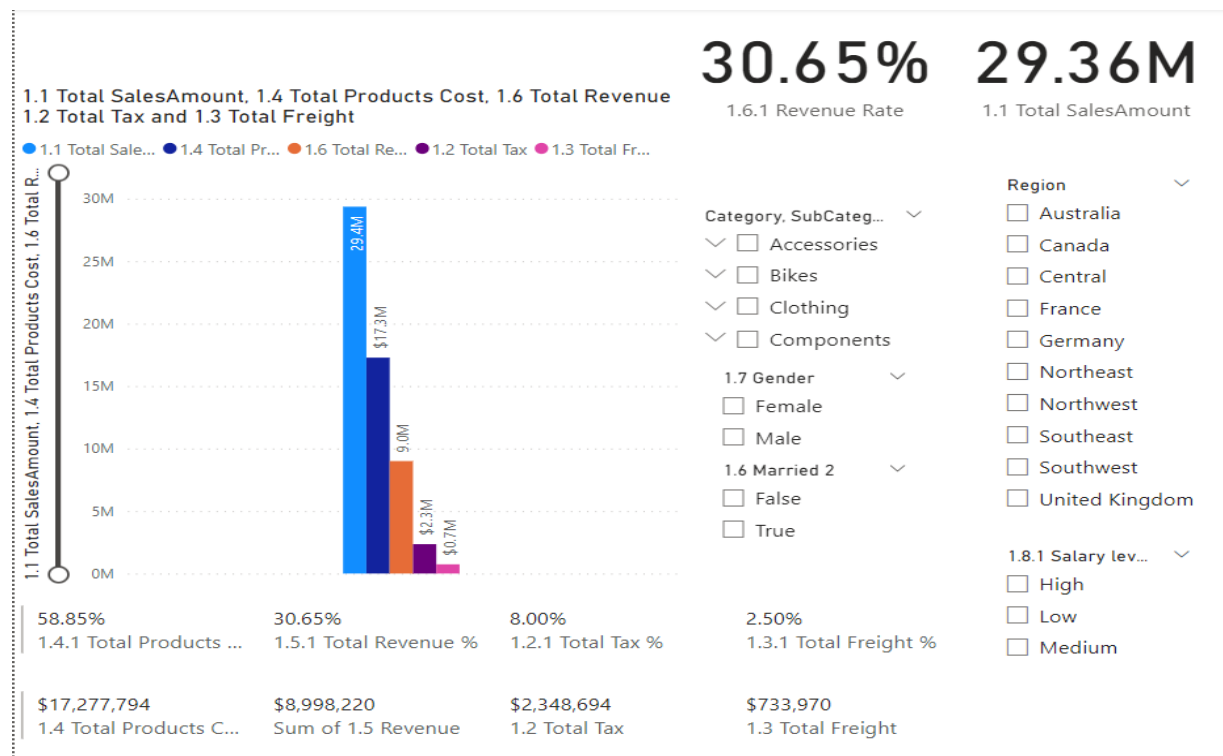 30.65%
1.6.1 Revenue Rate
29.36M
1.1 Total SalesAmount
1.1 Total SalesAmount, 1.4 Total Products Cost, 1.6 Total Revenue
1.2 Total Tax and 1.3 Total Freight
1.1 Total Sale... 1.4 Total Pr... 1.6 Total Re... 1.2 Total Tax 1.3 Total Fr...
1.1 Total SalesAmount, 1.4 Total Products Cost, 1.6 Total R...
30M
25M
20M
15M
10M
5M
0M
29.4M
$17.3M
9.0M
$2.3M
$0.7M
Category, SubCateg...
Accessories
Bikes
Clothing
Components
1.7 Gender
Female
Male
1.6 Married 2
False
True
Region
Australia
Canada
Central
France
Germany
Northeast
Northwest
Southeast
Southwest
United Kingdom
1.8.1 Salary lev...
High
Low
Medium
58.85%
1.4.1 Total Products ...
30.65%
1.5.1 Total Revenue %
8.00%
1.2.1 Total Tax %
2.50%
1.3.1 Total Freight %
$17,277,794
1.4 Total Products C...
$8,998,220
Sum of 1.5 Revenue
$2,348,694
1.2 Total Tax
$733,970
1.3 Total Freight